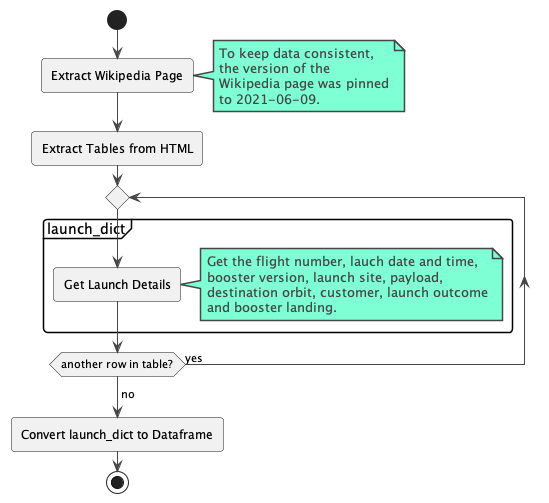 Extract Wikipedia Page
To keep data consistent,
the version of the
Wikipedia page was pinned
to 2021-06-09.
Extract Tables from HTML
launch_dict
Get Launch Details
Get the flight number, lauch date and time,
booster version, launch site, payload,
destination orbit, customer, launch outcome
and booster landing.
another row in table?
yes
no
Convert launch_dict to Dataframe